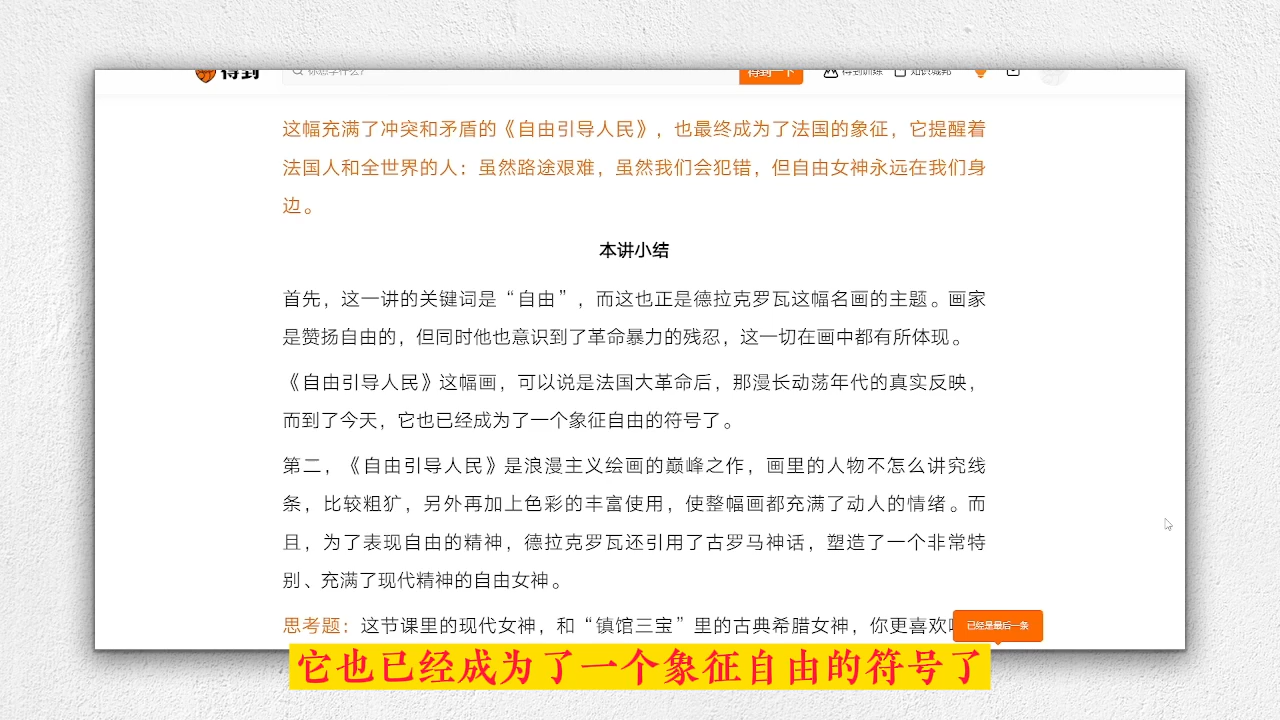 得到
你想学什么?
得到一下
得到训练
知识城邦
这幅充满了冲突和矛盾的《自由引导人民》，也最终成为了法国的象征，它提醒着
法国人和全世界的人：虽然路途艰难，虽然我们会犯错，但自由女神永远在我们身
边。
本讲小结
首先，这一讲的关键词是“自由”，而这也正是德拉克罗瓦这幅名画的主题。画家
是赞扬自由的，但同时他也意识到了革命暴力的残忍，这一切在画中都有所体现。
《自由引导人民》这幅画，可以说是法国大革命后，那漫长动荡年代的真实反映，
而到了今天，它也已经成为了一个象征自由的符号了。
第二，《自由引导人民》是浪漫主义绘画的巅峰之作，画里的人物不怎么讲究线
条，比较粗犷，另外再加上色彩的丰富使用，使整幅画都充满了动人的情绪。而
且，为了表现自由的精神，德拉克罗瓦还引用了古罗马神话，塑造了一个非常特
别、充满了现代精神的自由女神。
思考题：这节课里的现代女神，和“镇馆三宝”里的古典希腊女神，你更喜欢
已经是最后一条
它也已经成为了一个象征自由的符号了